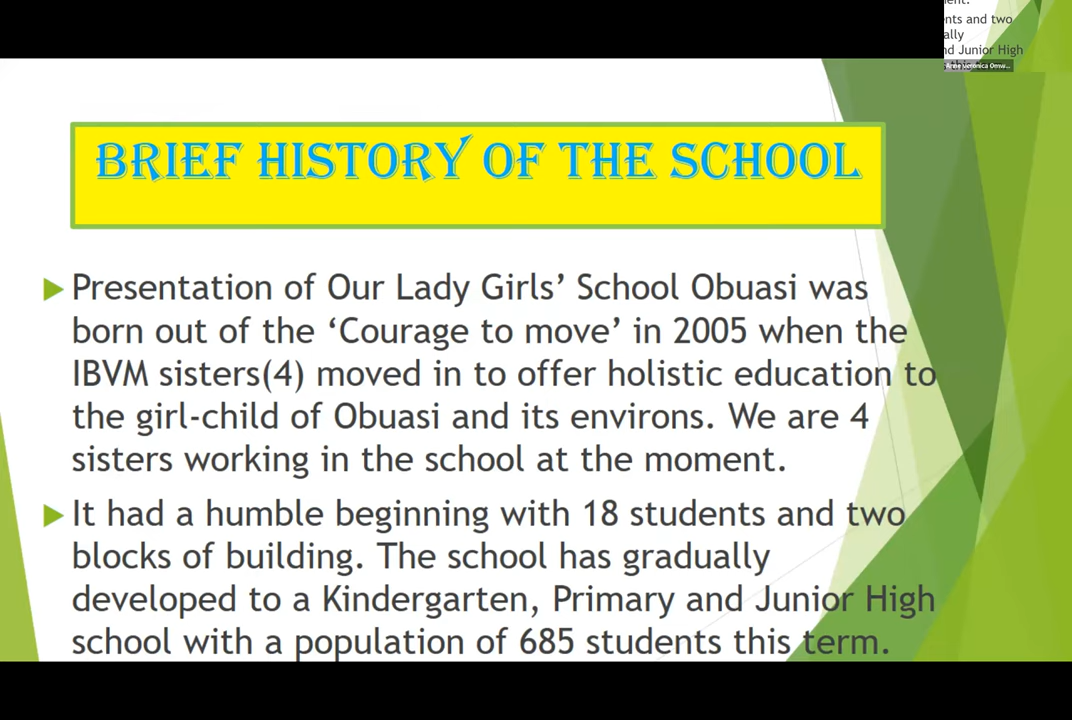 BRIEF HISTORY OF THE SCHOOL
Presentation of Our Lady Girls’ School Obuasi was
born out of the ‘Courage to move’ in 2005 when the
IBVM sisters(4) moved in to offer holistic education to
the girl-child of Obuasi and its environs. We are 4
sisters working in the school at the moment.
It had a humble beginning with 18 students and two
blocks of building. The school has gradually
developed to a Kindergarten, Primary and Junior High
school with a population of 685 students this term.
and two
Junior High
Veronica